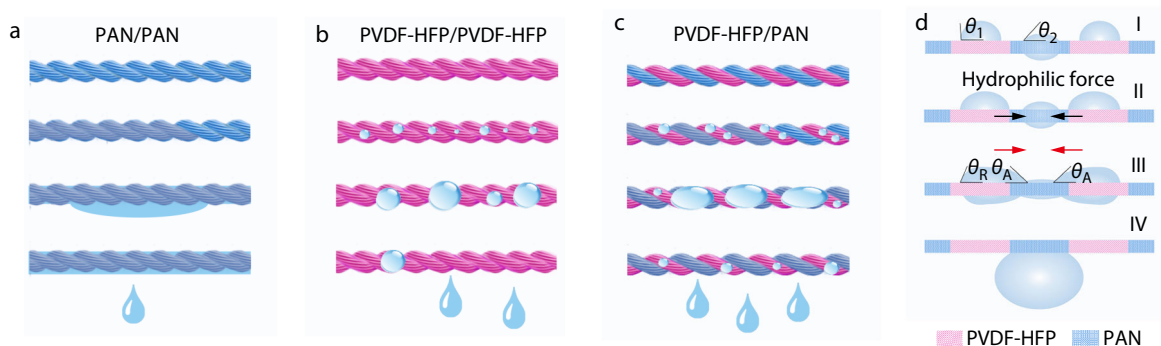 a
PAN/PAN
b
PVDF-HFP/PVDF-HFP
c
PVDF-HFP/PAN
d
θ1
θ2
I
Hydrophilic force
II
θR θA
θA
III
IV
PVDF-HFP
PAN